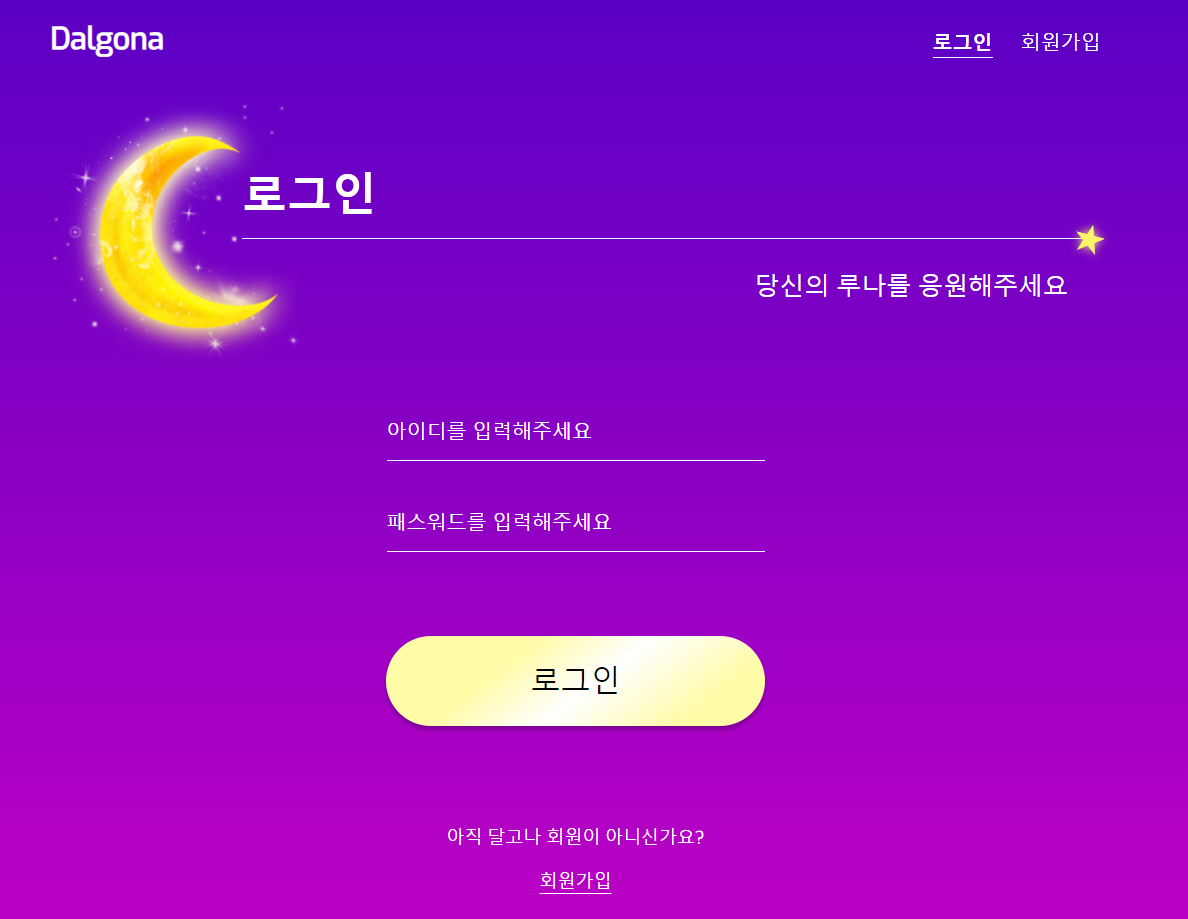 Dalgona
로그인 회원가입
로그인
당신의 루나를 응원해주세요
아이디를 입력해주세요
패스워드를 입력해주세요
로그인
아직 달고나 회원이 아니신가요?
회원가입